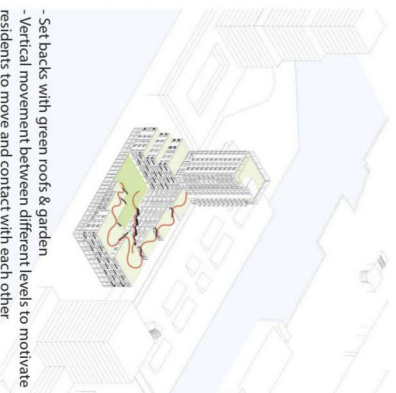 - Set backs with green roofs & garden
- Vertical movement between different levels to motivate
residents to move and contact with each other